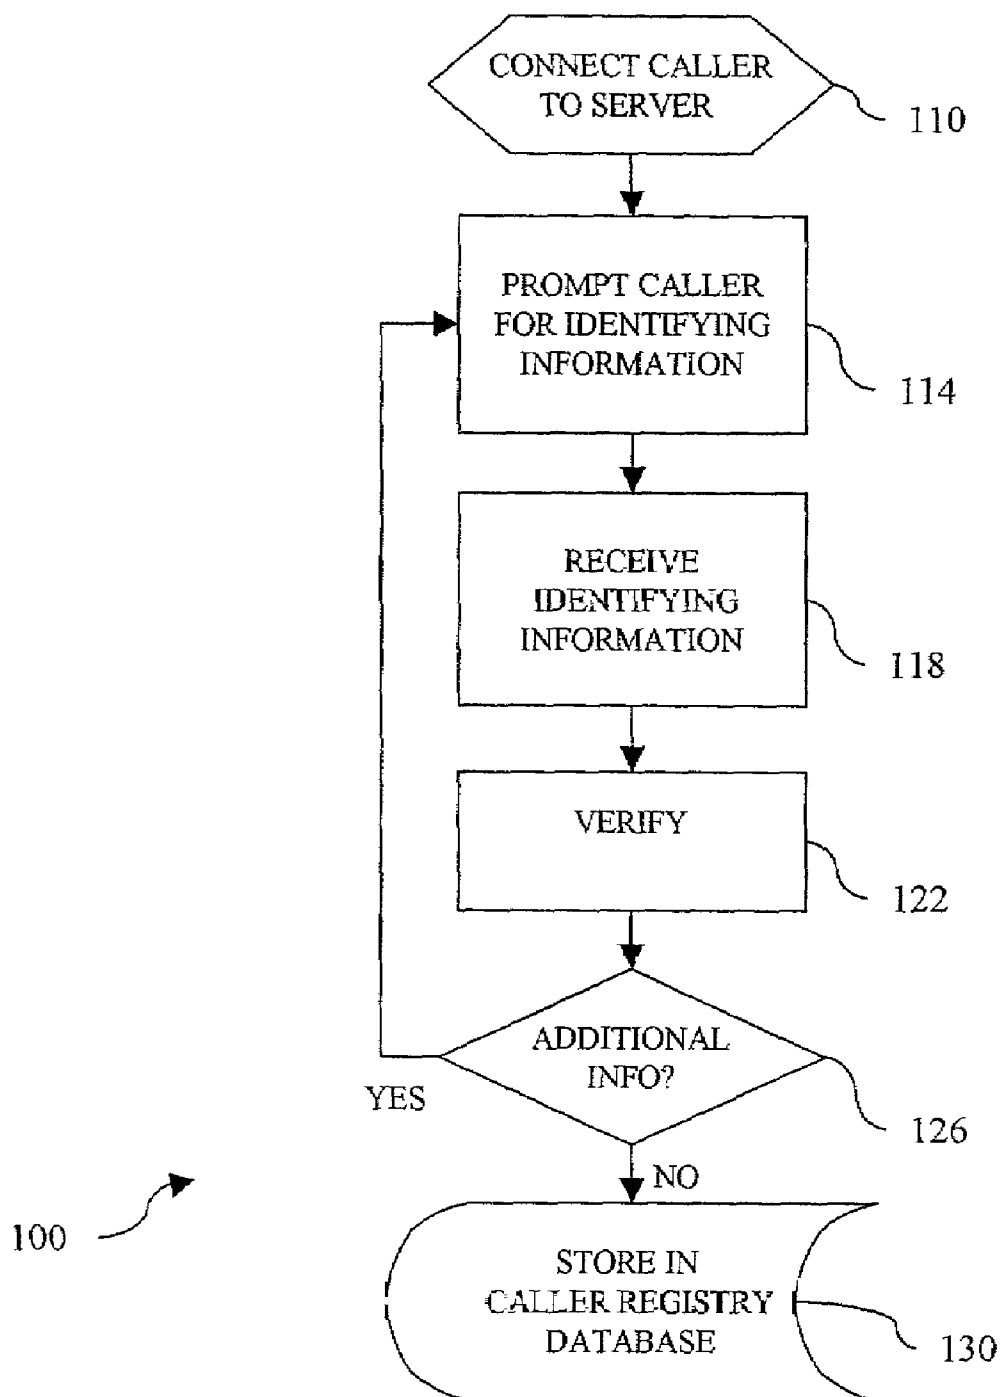 CONNECT CALLER
TO SERVER
110
PROMPT CALLER
FOR IDENTIFYING
INFORMATION
114
RECEIVE
IDENTIFYING
INFORMATION
118
VERIFY
122
ADDITIONAL
INFO?
YES
126
NO
100
STORE IN
CALLER REGISTRY
DATABASE
130